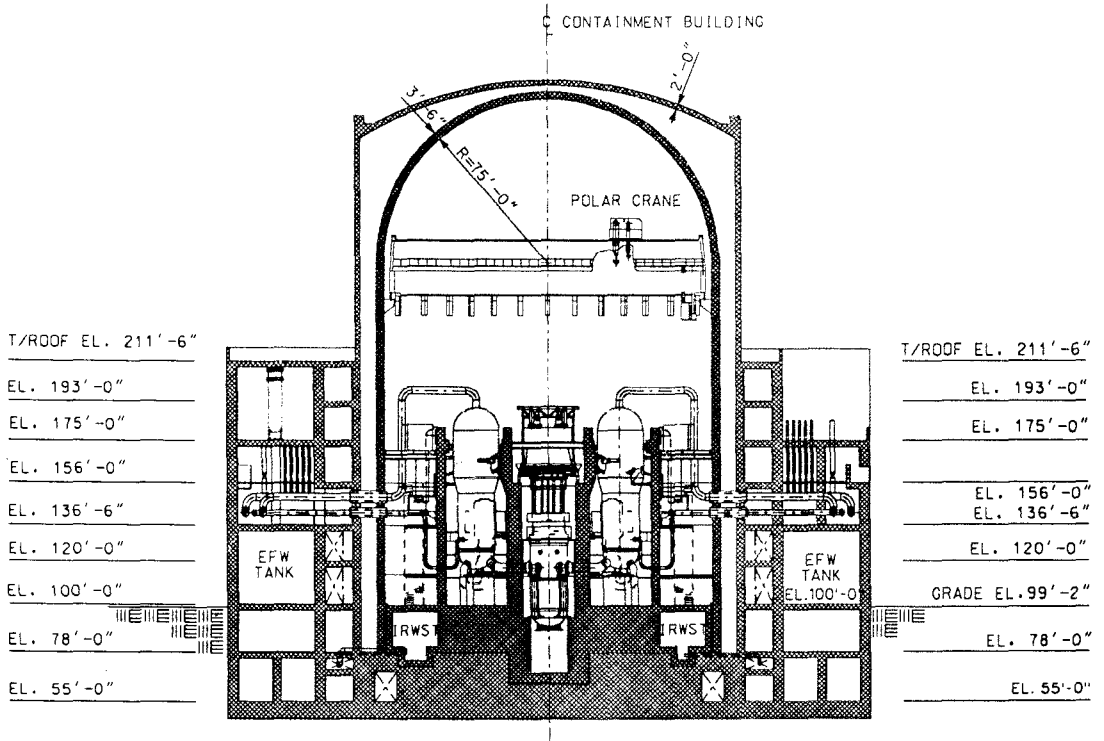 ℄ CONTAINMENT BUILDING
2'-0"
3'-6"
R=75'-0"
POLAR CRANE
T/ROOF EL. 211'-6"
EL. 193'-0"
EL. 175'-0"
EL. 156'-0"
EL. 136'-6"
EL. 120'-0"
EL. 100'-0"
EL. 78'-0"
EL. 55'-0"
EFW
TANK
IRWST
IRWST
EFW
TANK
EL.100'-0
T/ROOF EL. 211'-6"
EL. 193'-0"
EL. 175'-0"
EL. 156'-0"
EL. 136'-6"
EL. 120'-0"
GRADE EL.99'-2"
EL. 78'-0"
EL. 55'-0"